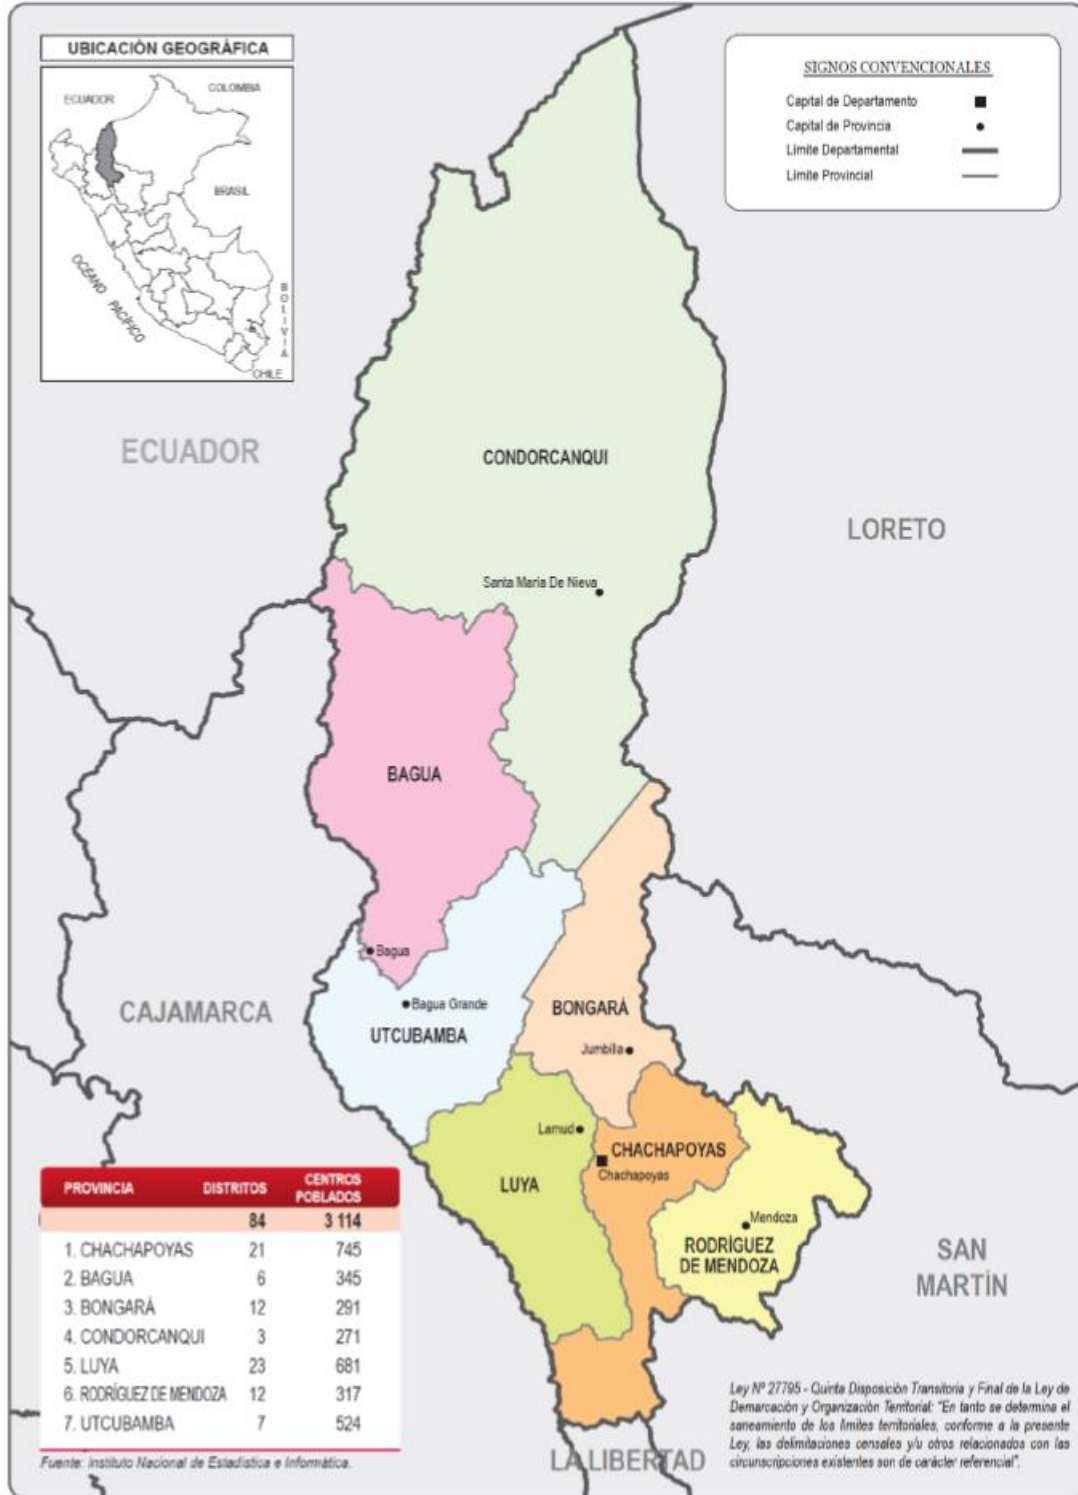 UBICACIÓN GEOGRÁFICA
ECUADOR
COLOMBIA
BRASIL
OCÉANO PACÍFICO
BOLIVIA
CHILE
SIGNOS CONVENCIONALES
Capital de Departamento
Capital de Provincia
Límite Departamental
Límite Provincial
ECUADOR
CONDORCANQUI
LORETO
Santa María De Nieva
BAGUA
Bagua
Bagua Grande
CAJAMARCA
UTCUBAMBA
BONGARÁ
Jumbilla
Lamud
CHACHAPOYAS
Chachapoyas
LUYA
Mendoza
RODRÍGUEZ
DE MENDOZA
SAN
MARTÍN
LA LIBERTAD
PROVINCIA DISTRITOS CENTROS POBLADOS
84 3 114
1. CHACHAPOYAS 21 745
2. BAGUA 6 345
3. BONGARÁ 12 291
4. CONDORCANQUI 3 271
5. LUYA 23 681
6. RODRÍGUEZ DE MENDOZA 12 317
7. UTCUBAMBA 7 524
Fuente: Instituto Nacional de Estadística e Informática.
Ley Nº 27795 - Quinta Disposición Transitoria y Final de la Ley de
Demarcación y Organización Territorial: "En tanto se determina el
saneamiento de los límites territoriales, conforme a la presente
Ley, las delimitaciones censales y/u otros relacionados con las
circunscripciones existentes son de carácter referencial".